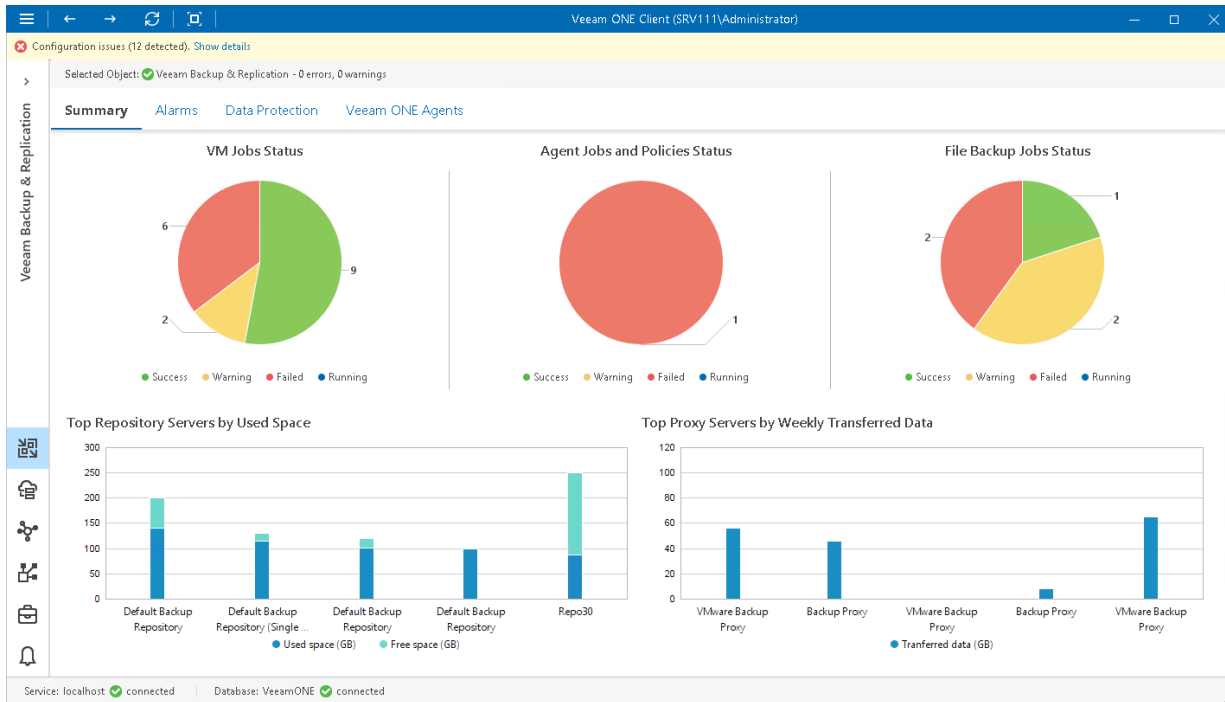 Veeam ONE Client (SRV111\Administrator)
Configuration issues (12 detected). Show details
Selected Object: Veeam Backup & Replication - 0 errors, 0 warnings
Veeam Backup & Replication
Summary Alarms Data Protection Veeam ONE Agents
VM Jobs Status
6
9
2
Success Warning Failed Running
Agent Jobs and Policies Status
1
Success Warning Failed Running
File Backup Jobs Status
1
2
2
Success Warning Failed Running
Top Repository Servers by Used Space
300
250
200
150
100
50
0
Default Backup Repository
Default Backup Repository (Single ...
Default Backup Repository
Default Backup Repository
Repo30
Used space (GB) Free space (GB)
Top Proxy Servers by Weekly Transferred Data
120
100
80
60
40
20
0
VMware Backup Proxy
Backup Proxy
VMware Backup Proxy
Backup Proxy
VMware Backup Proxy
Tranferred data (GB)
Service: localhost connected Database: VeeamONE connected